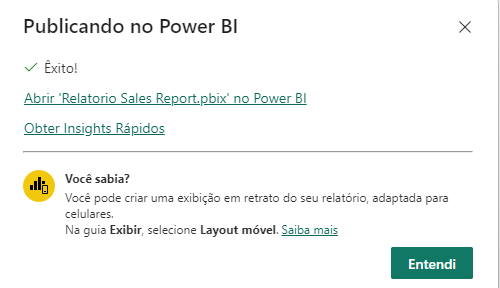 Publicando no Power BI
Êxito!
Abrir 'Relatorio Sales Report.pbix' no Power BI
Obter Insights Rápidos
Você sabia?
Você pode criar uma exibição em retrato do seu relatório, adaptada para
celulares.
Na guia Exibir, selecione Layout móvel. Saiba mais
Entendi